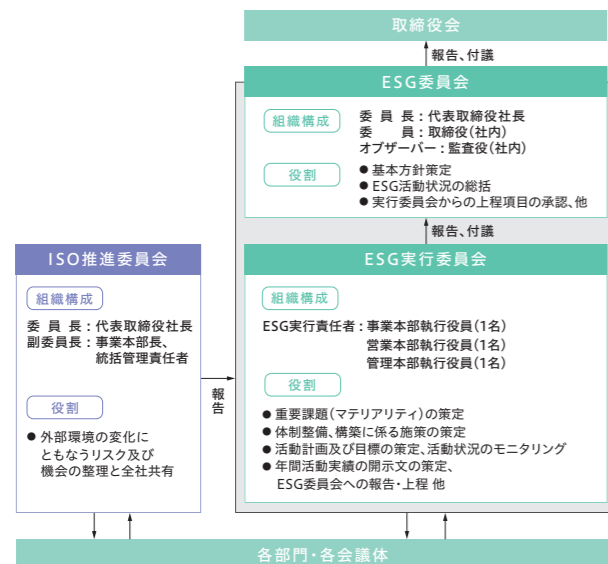 取締役会
報告、付議
ESG委員会
組織構成
委員長：代表取締役社長
委員：取締役（社内）
オブザーバー：監査役（社内）
役割
● 基本方針策定
● ESG活動状況の総括
● 実行委員会からの上程項目の承認、他
報告、付議
ISO推進委員会
組織構成
委員長：代表取締役社長
副委員長：事業本部長、
統括管理責任者
役割
● 外部環境の変化に
ともなうリスク及び
機会の整理と全社共有
報告
ESG実行委員会
組織構成
ESG実行責任者：事業本部執行役員（1名）
営業本部執行役員（1名）
管理本部執行役員（1名）
役割
● 重要課題（マテリアリティ）の策定
● 体制整備、構築に係る施策の策定
● 活動計画及び目標の策定、活動状況のモニタリング
● 年間活動実績の開示文の策定、
ESG委員会への報告・上程 他
各部門・各会議体